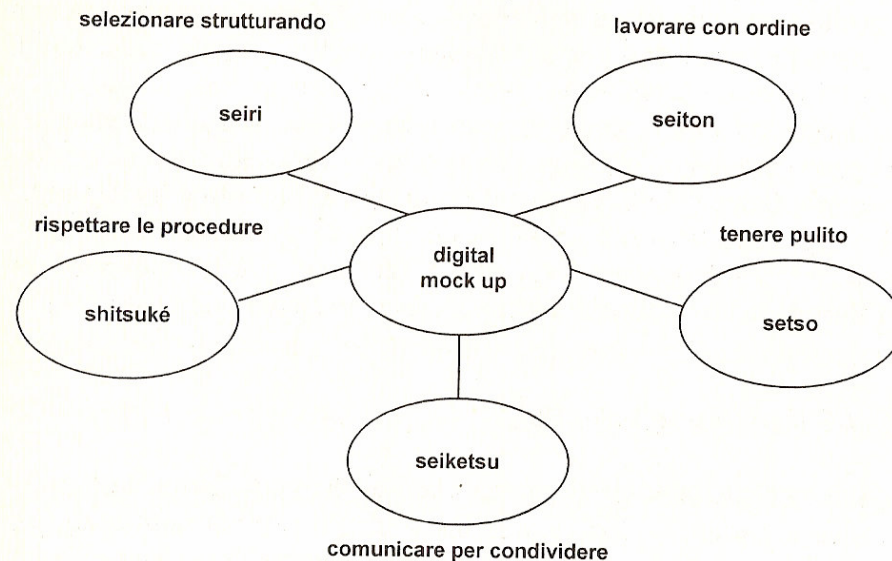 selezionare strutturando
lavorare con ordine
seiri
seiton
rispettare le procedure
tenere pulito
digital
mock up
shitsuké
setso
seiketsu
comunicare per condividere